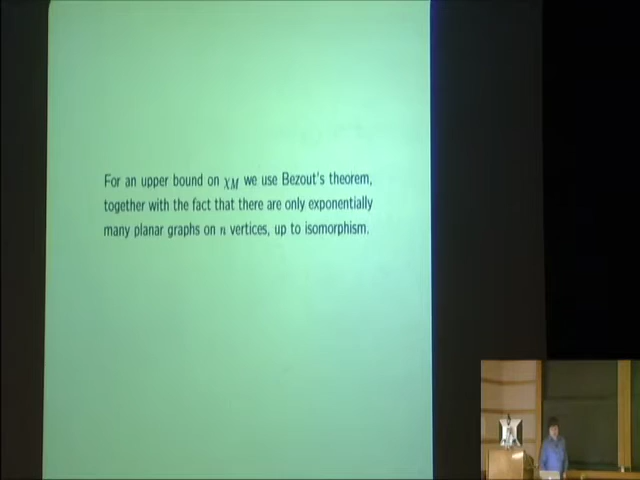 For an upper bound on χM we use Bezout's theorem,
together with the fact that there are only exponentially
many planar graphs on n vertices, up to isomorphism.